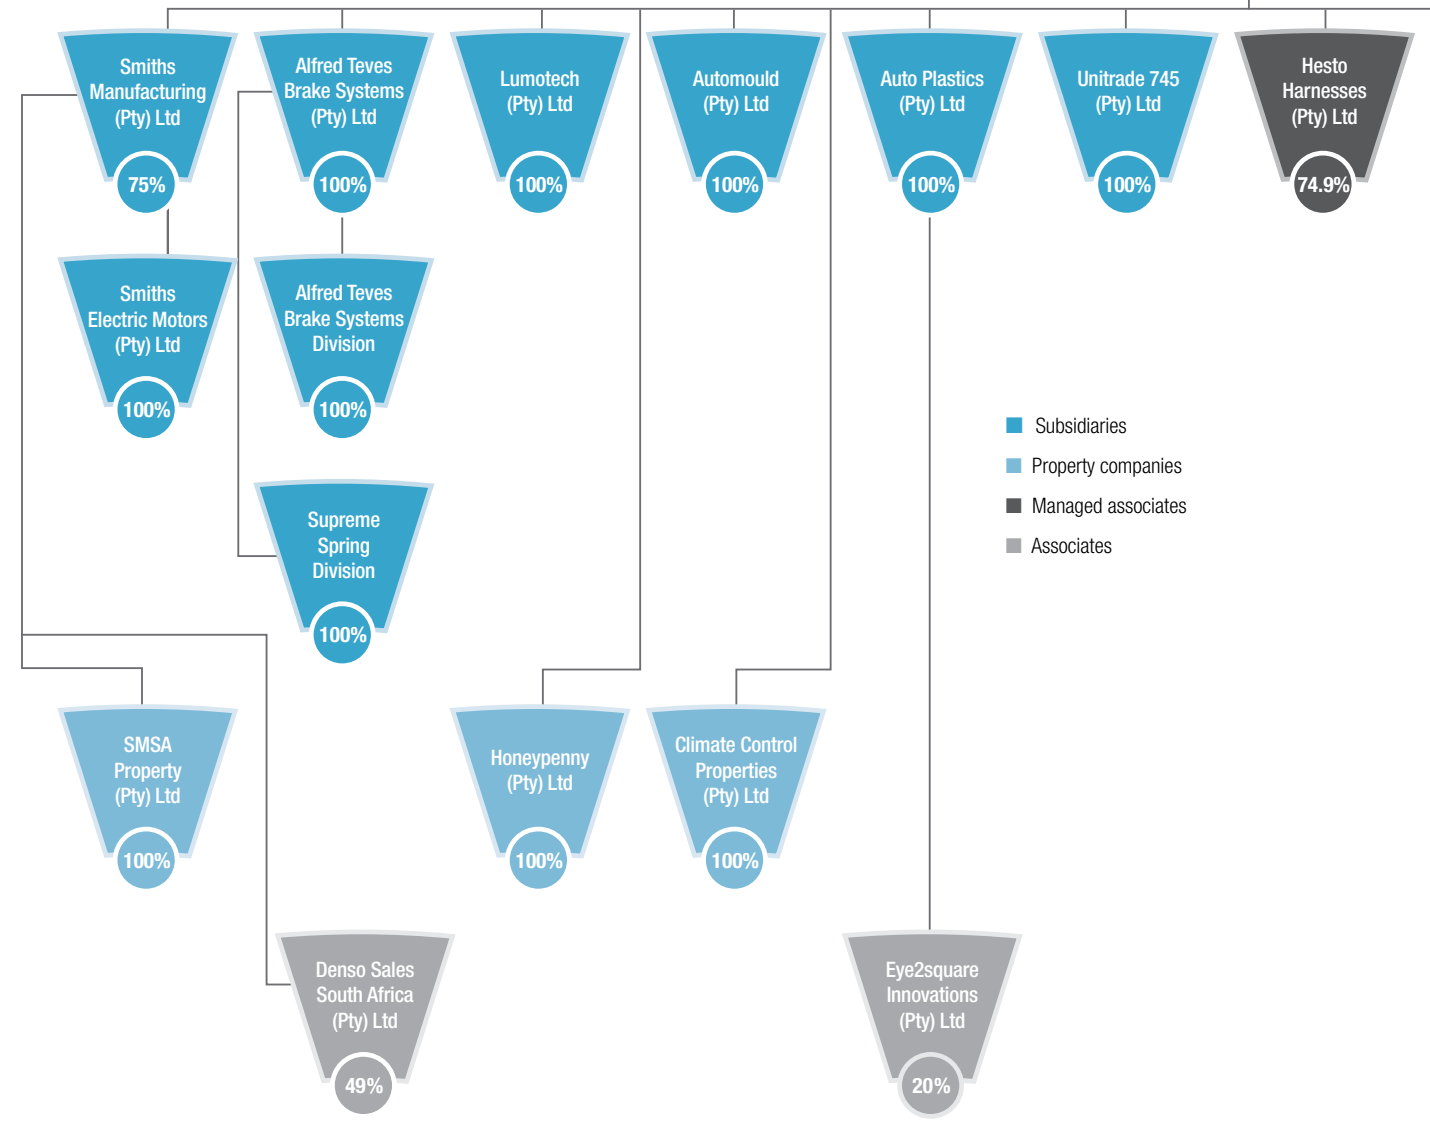 Smiths
Manufacturing
(Pty) Ltd
75%
Alfred Teves
Brake Systems
(Pty) Ltd
100%
Lumotech
(Pty) Ltd
100%
Automould
(Pty) Ltd
100%
Auto Plastics
(Pty) Ltd
100%
Unitrade 745
(Pty) Ltd
100%
Hesto
Harnesses
(Pty) Ltd
74.9%
Smiths
Electric Motors
(Pty) Ltd
100%
Alfred Teves
Brake Systems
Division
100%
Subsidiaries
Property companies
Managed associates
Associates
Supreme
Spring
Division
100%
SMSA
Property
(Pty) Ltd
100%
Honeypenny
(Pty) Ltd
100%
Climate Control
Properties
(Pty) Ltd
100%
Denso Sales
South Africa
(Pty) Ltd
49%
Eye2square
Innovations
(Pty) Ltd
20%